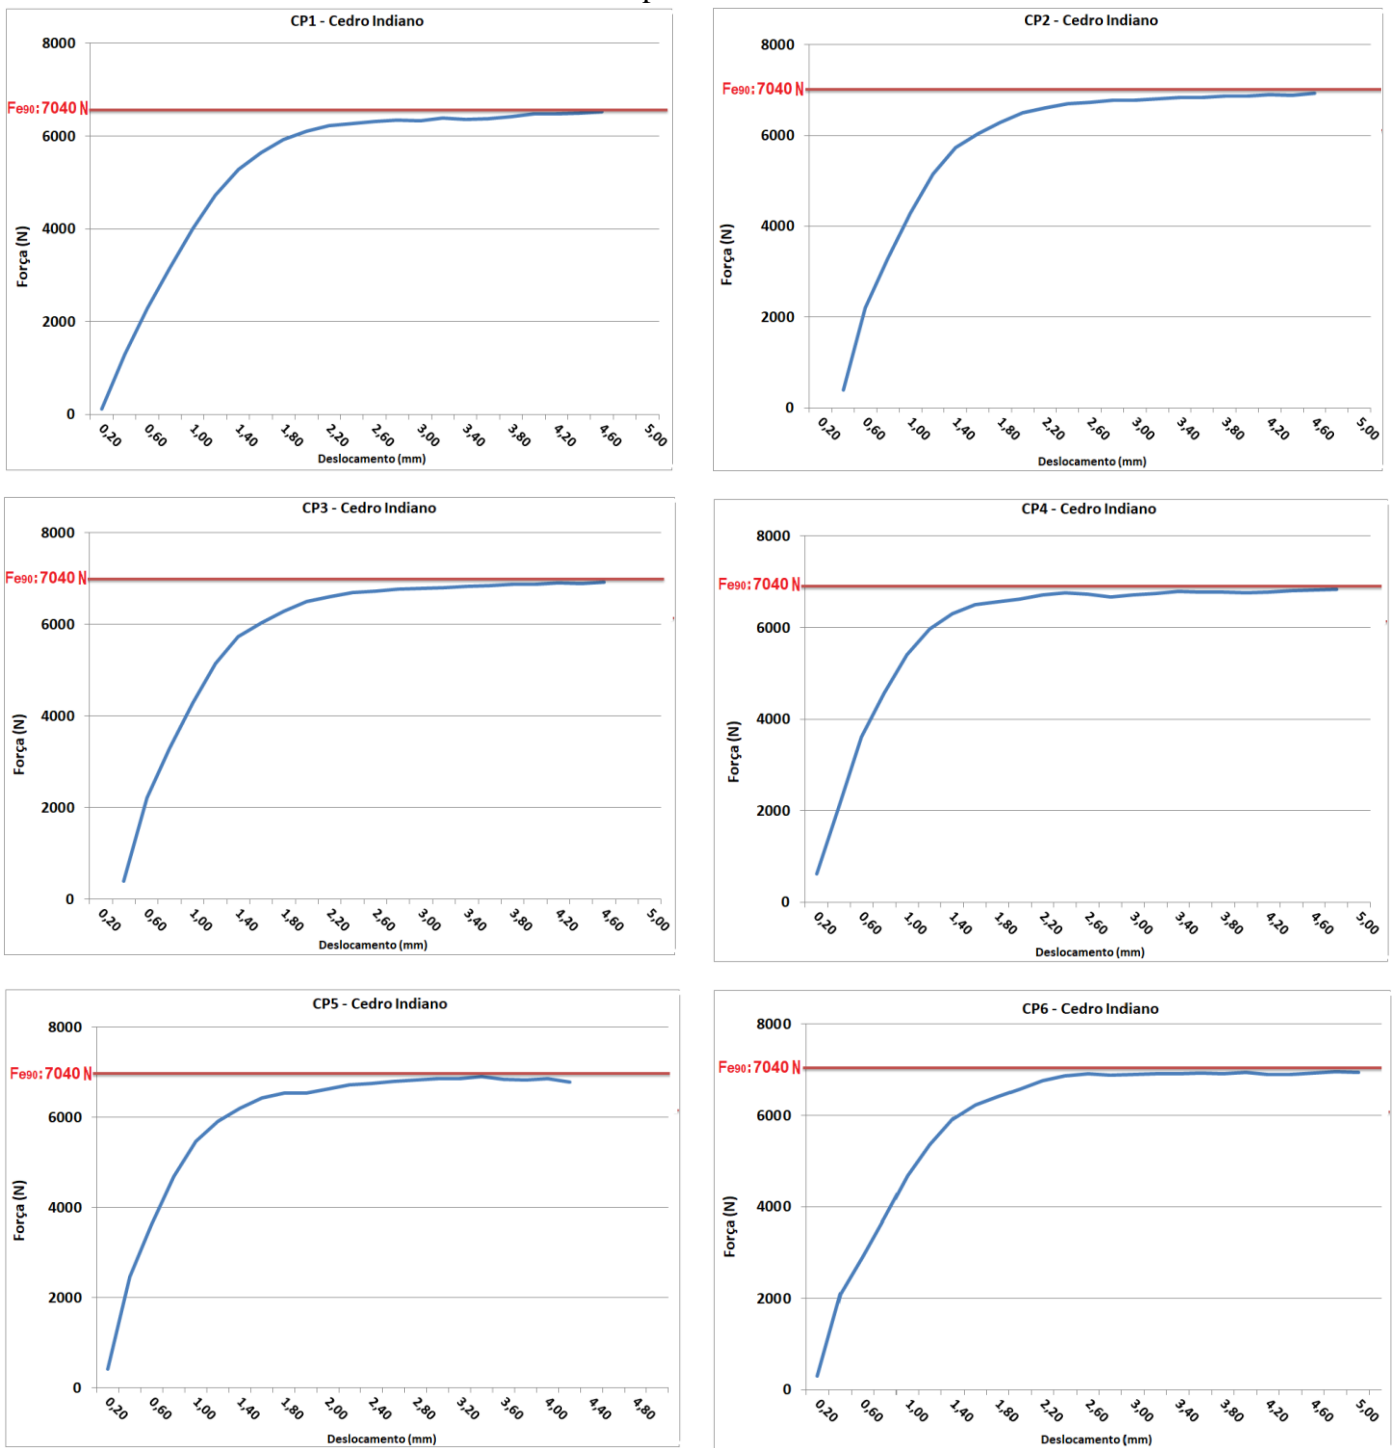 CP1 - Cedro Indiano
8000
Fe90:7040 N
6000
4000
2000
0
Força (N)
0,20 0,60 1,00 1,40 1,80 2,20 2,60 3,00 3,40 3,80 4,20 4,60 5,00
Deslocamento (mm)
CP2 - Cedro Indiano
8000
Fe90:7040 N
6000
4000
2000
0
Força (N)
0,20 0,60 1,00 1,40 1,80 2,20 2,60 3,00 3,40 3,80 4,20 4,60 5,00
Deslocamento (mm)
CP3 - Cedro Indiano
8000
Fe90:7040 N
6000
4000
2000
0
Força (N)
0,20 0,60 1,00 1,40 1,80 2,20 2,60 3,00 3,40 3,80 4,20 4,60 5,00
Deslocamento (mm)
CP4 - Cedro Indiano
8000
Fe90:7040 N
6000
4000
2000
0
Força (N)
0,20 0,60 1,00 1,40 1,80 2,20 2,60 3,00 3,40 3,80 4,20 4,60 5,00
Deslocamento (mm)
CP5 - Cedro Indiano
8000
Fe90:7040 N
6000
4000
2000
0
Força (N)
0,20 0,60 1,00 1,40 1,80 2,40 2,80 3,20 3,60 4,00 4,40 4,80
Deslocamento (mm)
CP6 - Cedro Indiano
8000
Fe90:7040 N
6000
4000
2000
0
Força (N)
0,20 0,60 1,00 1,40 1,80 2,20 2,60 3,00 3,40 3,80 4,20 4,60 5,00
Deslocamento (mm)